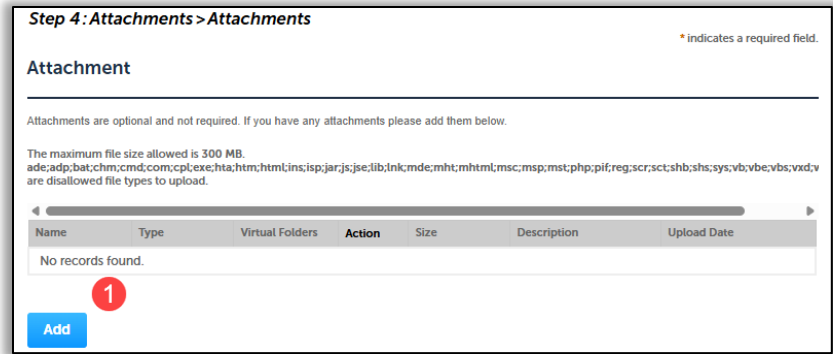 Step 4: Attachments > Attachments
* indicates a required field.
Attachment
Attachments are optional and not required. If you have any attachments please add them below.
The maximum file size allowed is 300 MB.
ade;adp;bat;chm;cmd;com;cpl;exe;hta;htm;html;ins;isp;jar;js;jse;lib;lnk;mde;mht;mhtml;msc;msp;mst;php;pif;reg;scr;sct;shb;shs;sys;vb;vbe;vbs;vxd;
are disallowed file types to upload.
Name Type Virtual Folders Action Size Description Upload Date
No records found.
1
Add